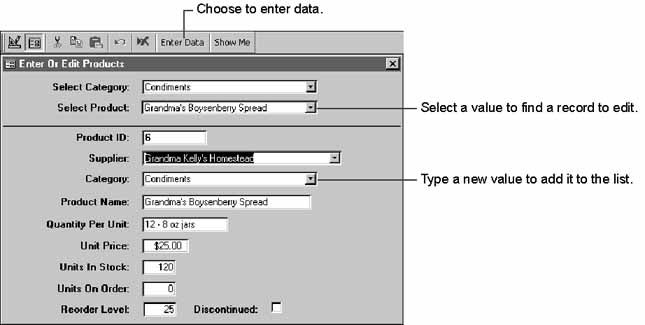 Choose to enter data.
Enter Data Show Me
Enter Or Edit Products
Select Category: Condiments
Select Product: Grandma's Boysenberry Spread
Select a value to find a record to edit.
Product ID: 6
Supplier: Grandma Kelly's Homestead
Category: Condiments
Type a new value to add it to the list.
Product Name: Grandma's Boysenberry Spread
Quantity Per Unit: 12 - 8 oz jars
Unit Price: $25.00
Units In Stock: 120
Units On Order: 0
Reorder Level: 25 Discontinued: